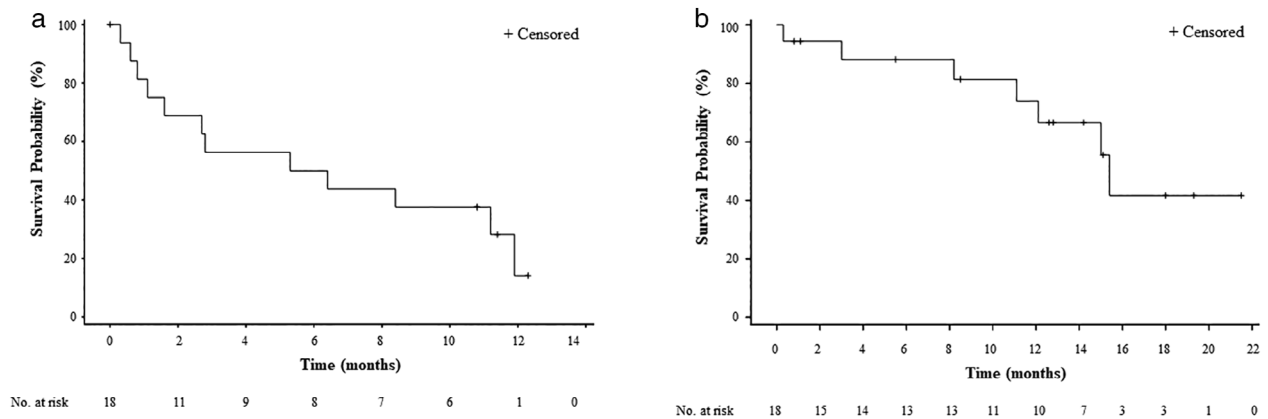 a
100
80
60
40
20
0
Survival Probability (%)
+ Censored
0 2 4 6 8 10 12 14
Time (months)
No. at risk 18 11 9 8 7 6 1 0
b
100
80
60
40
20
0
Survival Probability (%)
+ Censored
0 2 4 6 8 10 12 14 16 18 20 22
Time (months)
No. at risk 18 15 14 13 13 11 10 7 3 3 1 0